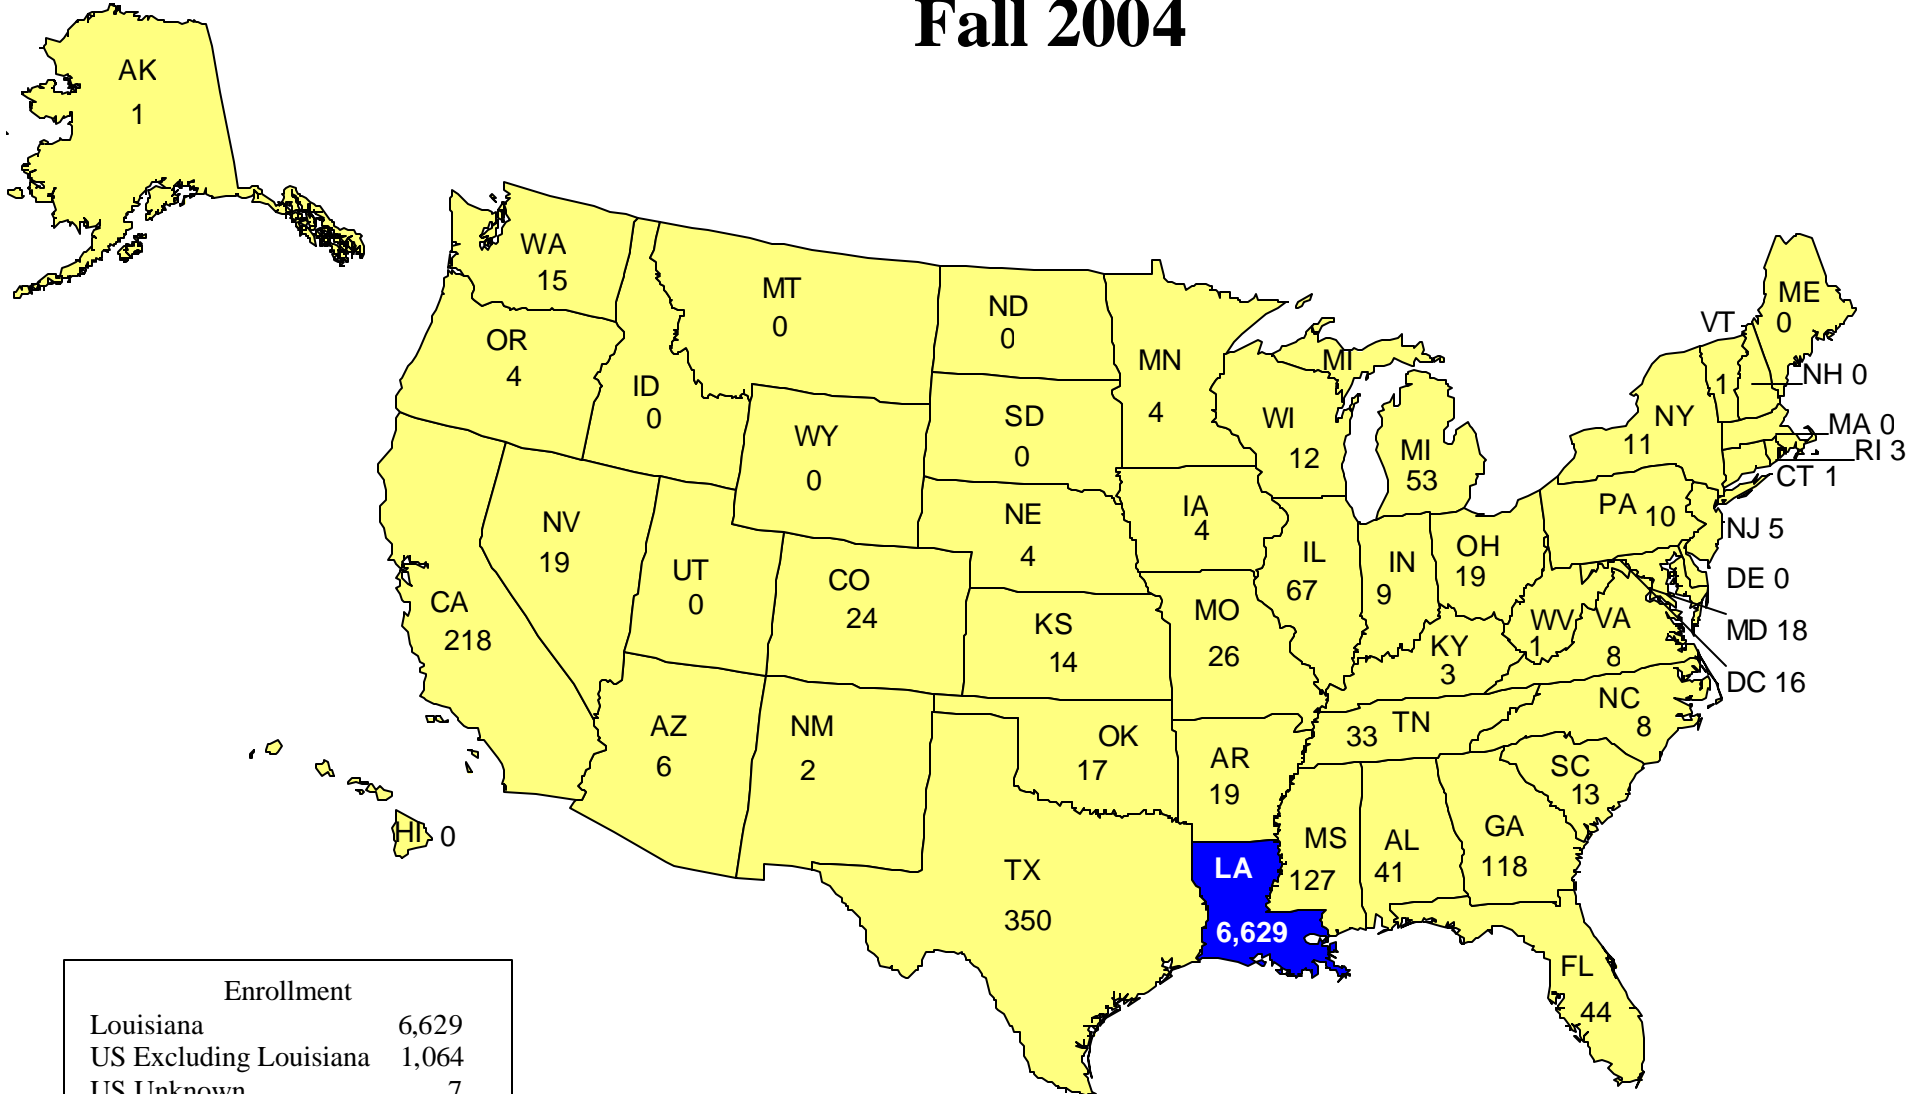 Fall 2004
AK
1
WA
15
MT
0
ND
0
ME
0
VT
1
OR
4
MN
4
MI
NH 0
ID
0
SD
0
WI
12
NY
11
MA 0
WY
0
MI
53
RI 3
CT 1
NV
19
NE
4
IA
4
PA 10
NJ 5
UT
0
CO
24
IL
67
IN
9
OH
19
DE 0
CA
218
KS
14
MO
26
KY
3
WV
1
VA
8
MD 18
DC 16
AZ
6
NM
2
OK
17
AR
19
33 TN
NC
8
SC
13
HI 0
TX
350
LA
6,629
MS
127
AL
41
GA
118
FL
44
Enrollment
Louisiana 6,629
US Excluding Louisiana 1,064
US Unknown 7